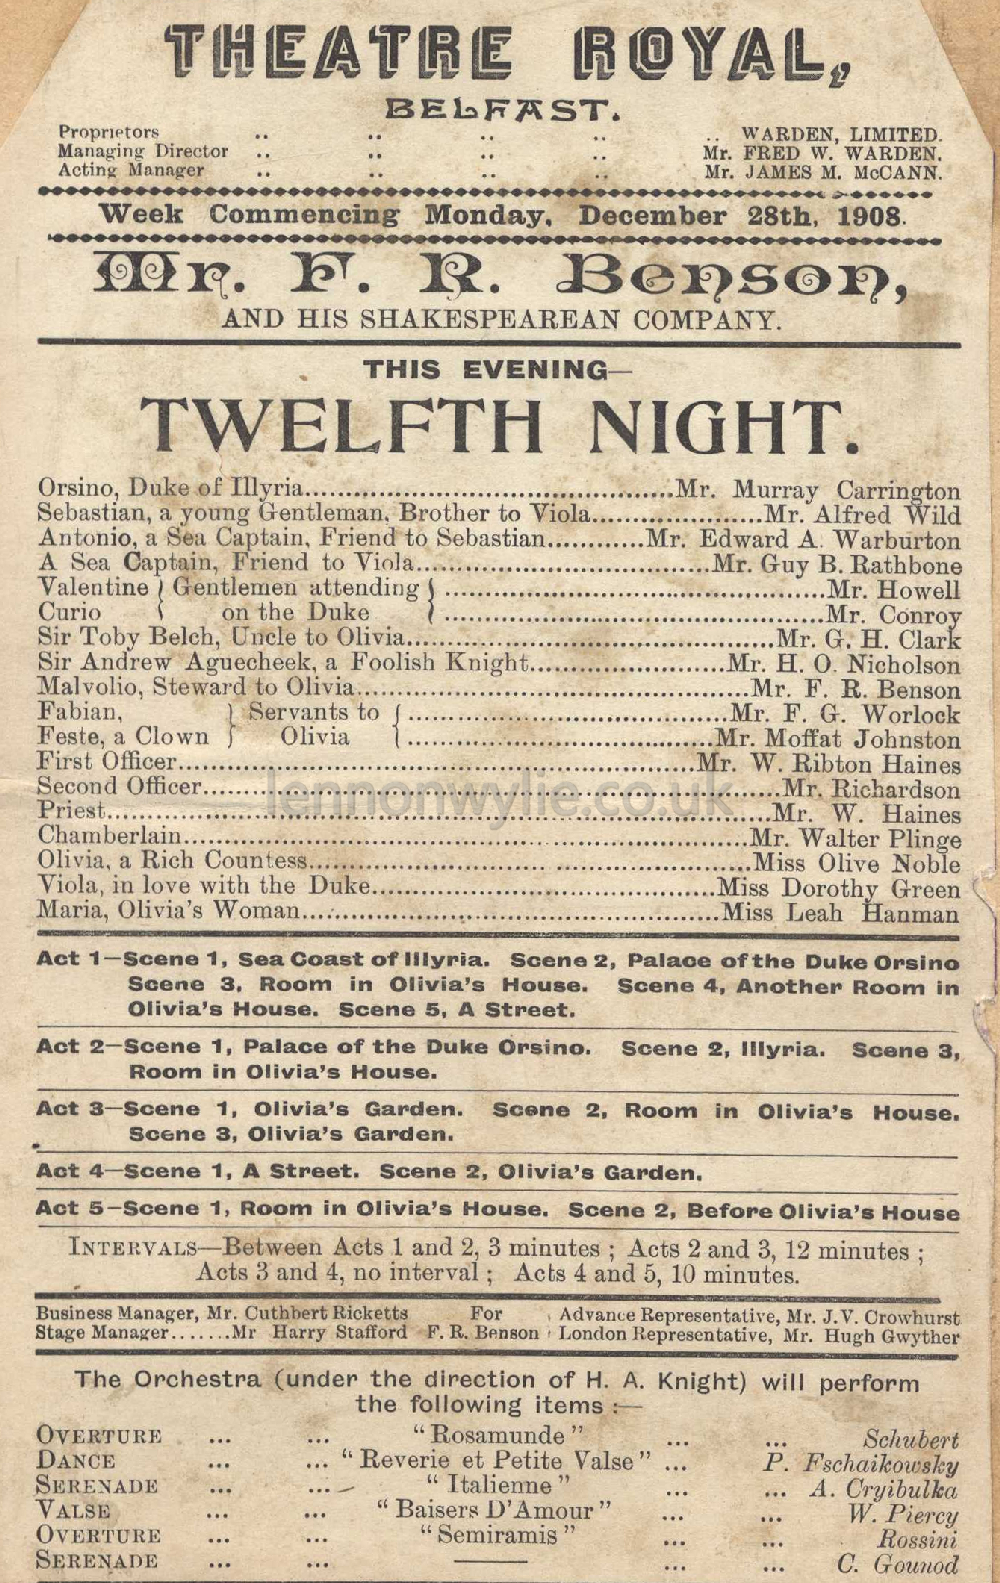 THEATRE ROYAL,
BELFAST.
Proprietors .. .. .. .. .. WARDEN, LIMITED.
Managing Director .. .. .. .. Mr. FRED W. WARDEN.
Acting Manager .. .. .. .. Mr. JAMES M. McCANN.
Week Commencing Monday, December 28th, 1908.
Mr. F. R. Benson,
AND HIS SHAKESPEAREAN COMPANY.
THIS EVENING—
TWELFTH NIGHT.
Orsino, Duke of Illyria.......Mr. Murray Carrington
Sebastian, a young Gentleman, Brother to Viola.......Mr. Alfred Wild
Antonio, a Sea Captain, Friend to Sebastian.......Mr. Edward A. Warburton
A Sea Captain, Friend to Viola.......Mr. Guy B. Rathbone
Valentine } Gentlemen attending { .......Mr. Howell
Curio { on the Duke { .......Mr. Conroy
Sir Toby Belch, Uncle to Olivia.......Mr. G. H. Clark
Sir Andrew Aguecheek, a Foolish Knight.......Mr. H. O. Nicholson
Malvolio, Steward to Olivia.......Mr. F. R. Benson
Fabian, } Servants to { .......Mr. F. G. Worlock
Feste, a Clown } Olivia { .......Mr. Moffat Johnston
First Officer.......Mr. W. Ribton Haines
Second Officer.......Mr. Richardson
lennonwylie.co.uk
Priest.......Mr. W. Haines
Chamberlain.......Mr. Walter Plinge
Olivia, a Rich Countess.......Miss Olive Noble
Viola, in love with the Duke.......Miss Dorothy Green
Maria, Olivia's Woman.......Miss Leah Hanman
Act 1—Scene 1, Sea Coast of Illyria. Scene 2, Palace of the Duke Orsino
Scene 3, Room in Olivia's House. Scene 4, Another Room in
Olivia's House. Scene 5, A Street.
Act 2—Scene 1, Palace of the Duke Orsino. Scene 2, Illyria. Scene 3,
Room in Olivia's House.
Act 3—Scene 1, Olivia's Garden. Scene 2, Room in Olivia's House.
Scene 3, Olivia's Garden.
Act 4—Scene 1, A Street. Scene 2, Olivia's Garden.
Act 5—Scene 1, Room in Olivia's House. Scene 2, Before Olivia's House
INTERVALS—Between Acts 1 and 2, 3 minutes ; Acts 2 and 3, 12 minutes ;
Acts 3 and 4, no interval ; Acts 4 and 5, 10 minutes.
Business Manager, Mr. Cuthbert Ricketts For Advance Representative, Mr. J.V. Crowhurst
Stage Manager.......Mr Harry Stafford F. R. Benson London Representative, Mr. Hugh Gwyther
The Orchestra (under the direction of H. A. Knight) will perform
the following items :—
OVERTURE ... ... "Rosamunde" ... ... Schubert
DANCE ... ... "Reverie et Petite Valse" ... P. Fschaikowsky
SERENADE ... ... "Italienne" ... ... A. Cryibulka
VALSE ... ... "Baisers D'Amour" ... ... W. Piercy
OVERTURE ... ... "Semiramis" ... ... Rossini
SERENADE ... ... —— ... ... C. Gounod